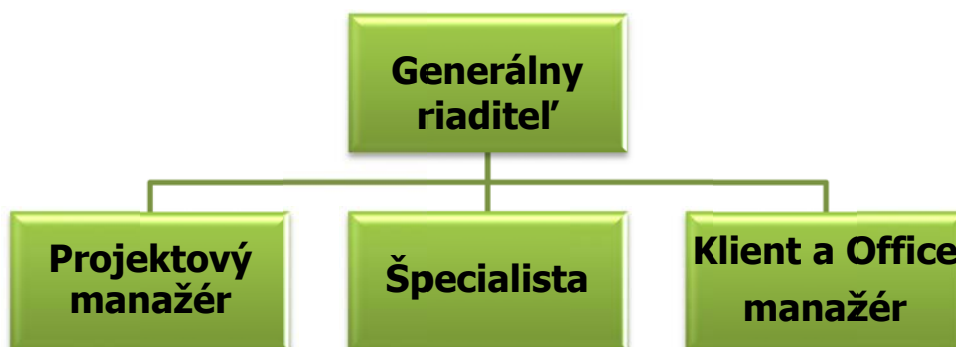 Generálny
riaditeľ
Projektový
manažér
Špecialista
Klient a Office
manažér